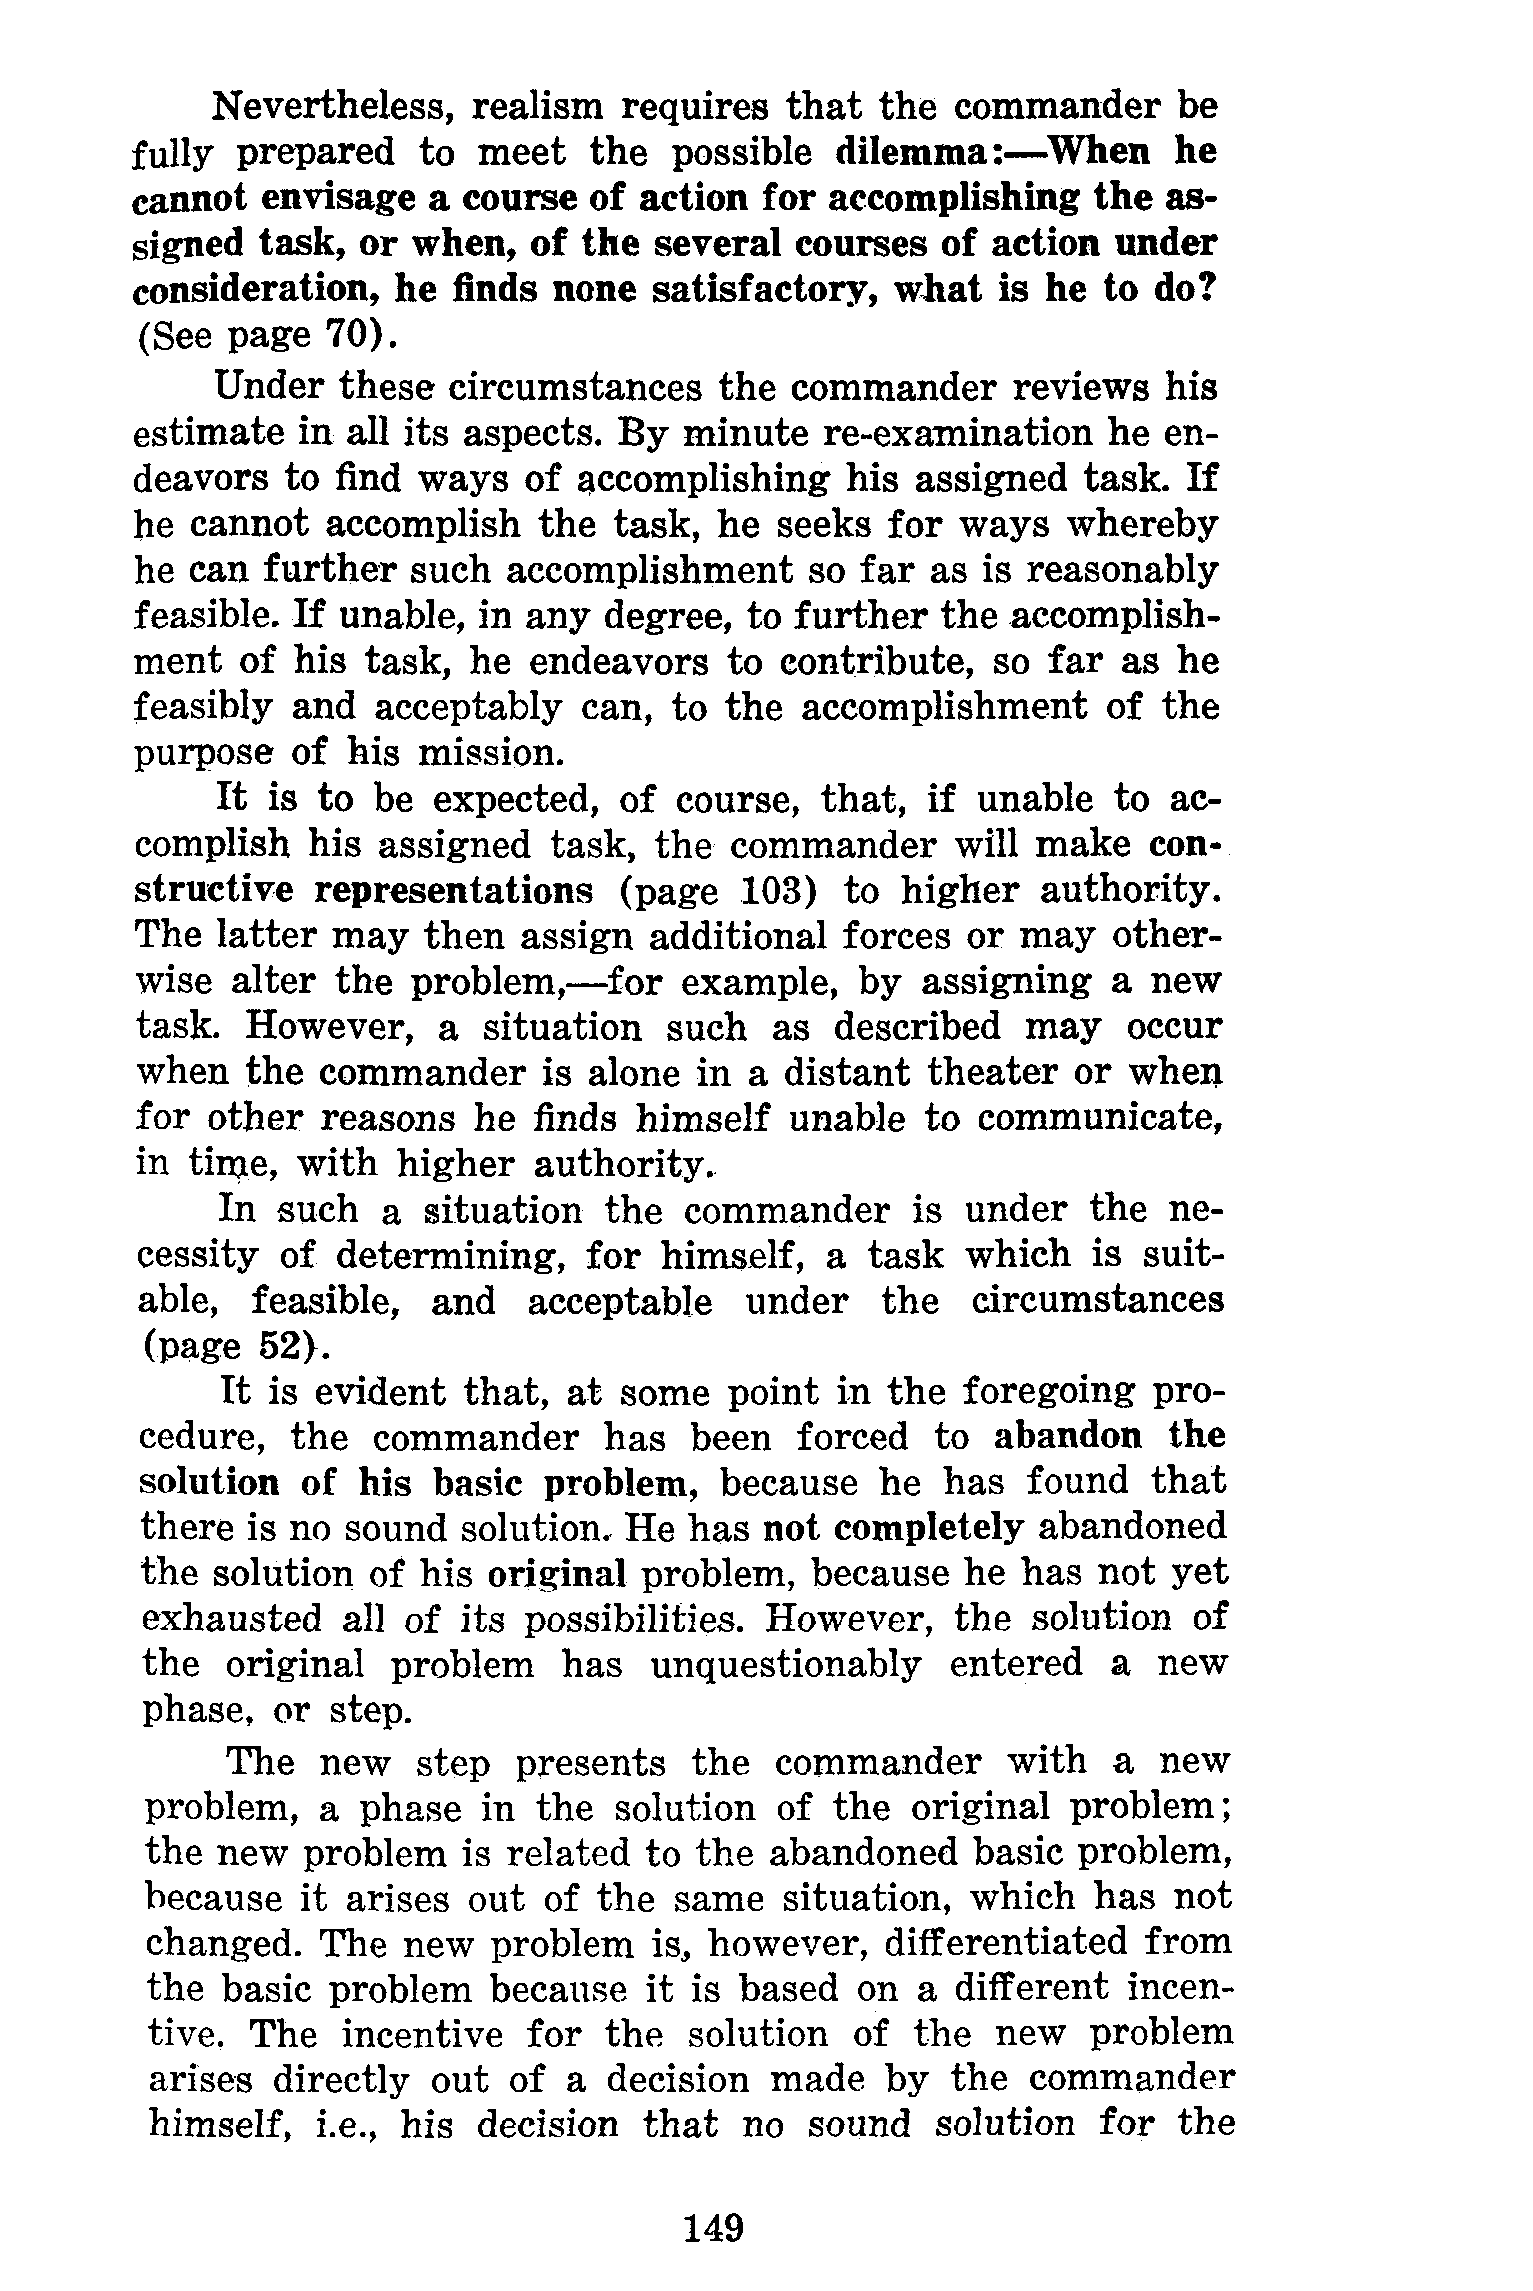 Nevertheless, realism requires that the commander be
fully prepared to meet the possible dilemma:—When he
cannot envisage a course of action for accomplishing the as-
signed task, or when, of the several courses of action under
consideration, he finds none satisfactory, what is he to do?
(See page 70).
Under these circumstances the commander reviews his
estimate in all its aspects. By minute re-examination he en-
deavors to find ways of accomplishing his assigned task. If
he cannot accomplish the task, he seeks for ways whereby
he can further such accomplishment so far as is reasonably
feasible. If unable, in any degree, to further the accomplish-
ment of his task, he endeavors to contribute, so far as he
feasibly and acceptably can, to the accomplishment of the
purpose of his mission.
It is to be expected, of course, that, if unable to ac-
complish his assigned task, the commander will make con-
structive representations (page 103) to higher authority.
The latter may then assign additional forces or may other-
wise alter the problem,—for example, by assigning a new
task. However, a situation such as described may occur
when the commander is alone in a distant theater or when
for other reasons he finds himself unable to communicate,
in time, with higher authority.
In such a situation the commander is under the ne-
cessity of determining, for himself, a task which is suit-
able, feasible, and acceptable under the circumstances
(page 52).
It is evident that, at some point in the foregoing pro-
cedure, the commander has been forced to abandon the
solution of his basic problem, because he has found that
there is no sound solution. He has not completely abandoned
the solution of his original problem, because he has not yet
exhausted all of its possibilities. However, the solution of
the original problem has unquestionably entered a new
phase, or step.
The new step presents the commander with a new
problem, a phase in the solution of the original problem;
the new problem is related to the abandoned basic problem,
because it arises out of the same situation, which has not
changed. The new problem is, however, differentiated from
the basic problem because it is based on a different incen-
tive. The incentive for the solution of the new problem
arises directly out of a decision made by the commander
himself, i.e., his decision that no sound solution for the
149